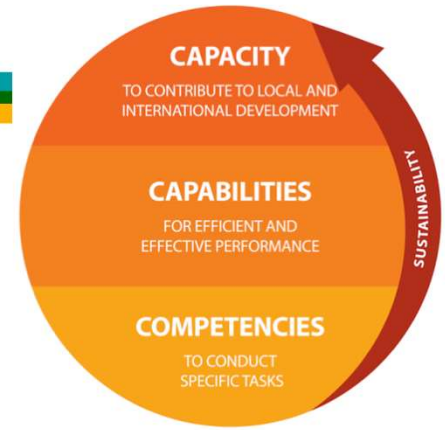 CAPACITY
TO CONTRIBUTE TO LOCAL AND
INTERNATIONAL DEVELOPMENT
CAPABILITIES
FOR EFFICIENT AND
EFFECTIVE PERFORMANCE
COMPETENCIES
TO CONDUCT
SPECIFIC TASKS
SUSTAINABILITY